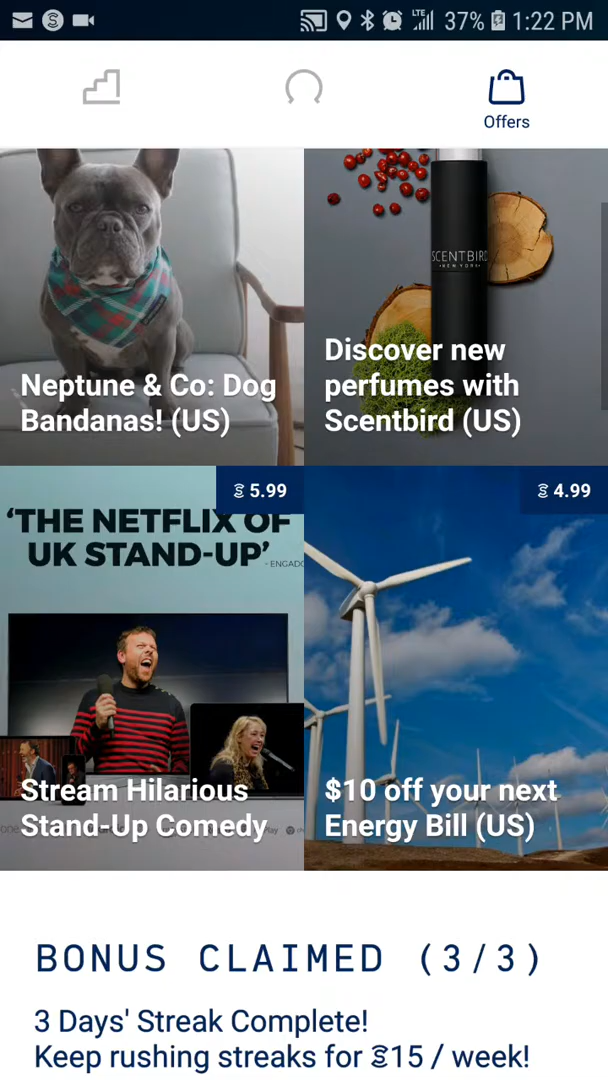 LTE 37% 1:22 PM
Offers
SCENTBIRD
NEW YORK
Neptune & Co: Dog
Bandanas! (US)
Discover new
perfumes with
Scentbird (US)
5.99
4.99
‘THE NETFLIX OF
UK STAND-UP’
- ENGADG
Stream Hilarious
Stand-Up Comedy
$10 off your next
Energy Bill (US)
BONUS CLAIMED (3/3)
3 Days' Streak Complete!
Keep rushing streaks for 15 / week!